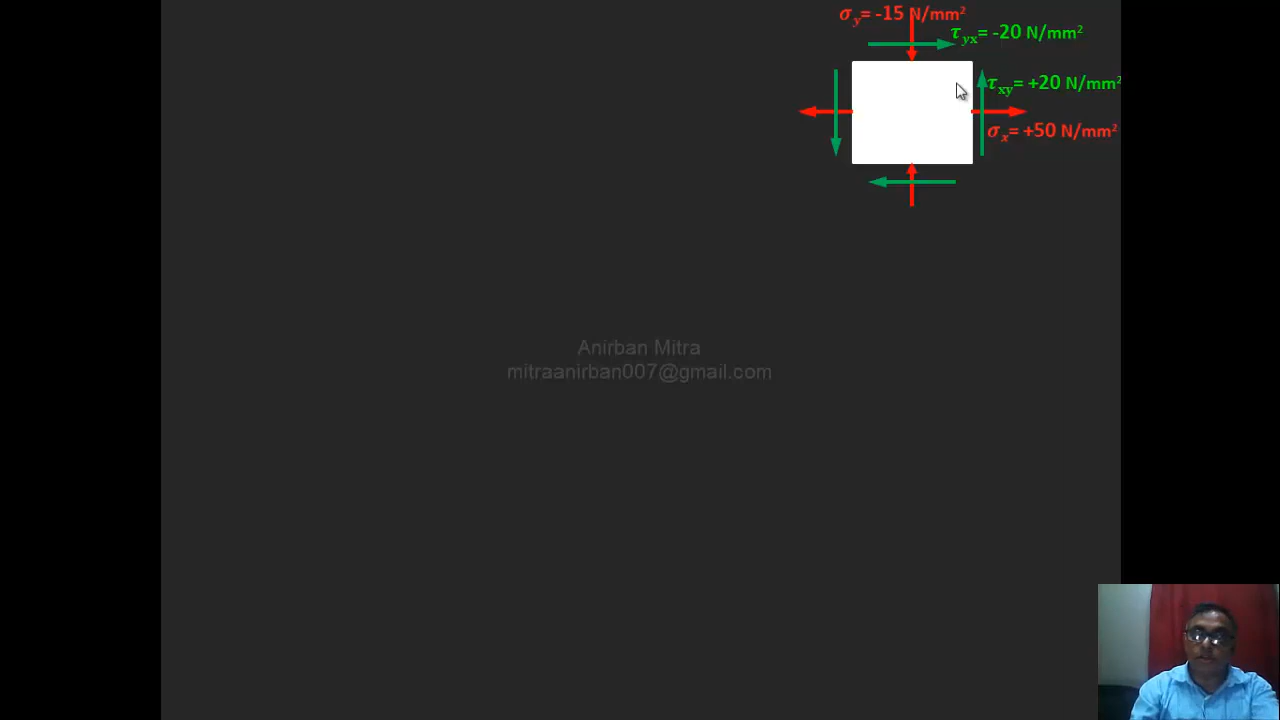 σy= -15 N/mm²
τyx= -20 N/mm²
τxy= +20 N/mm²
σx= +50 N/mm²
Anirban Mitra
mitraanirban007@gmail.com